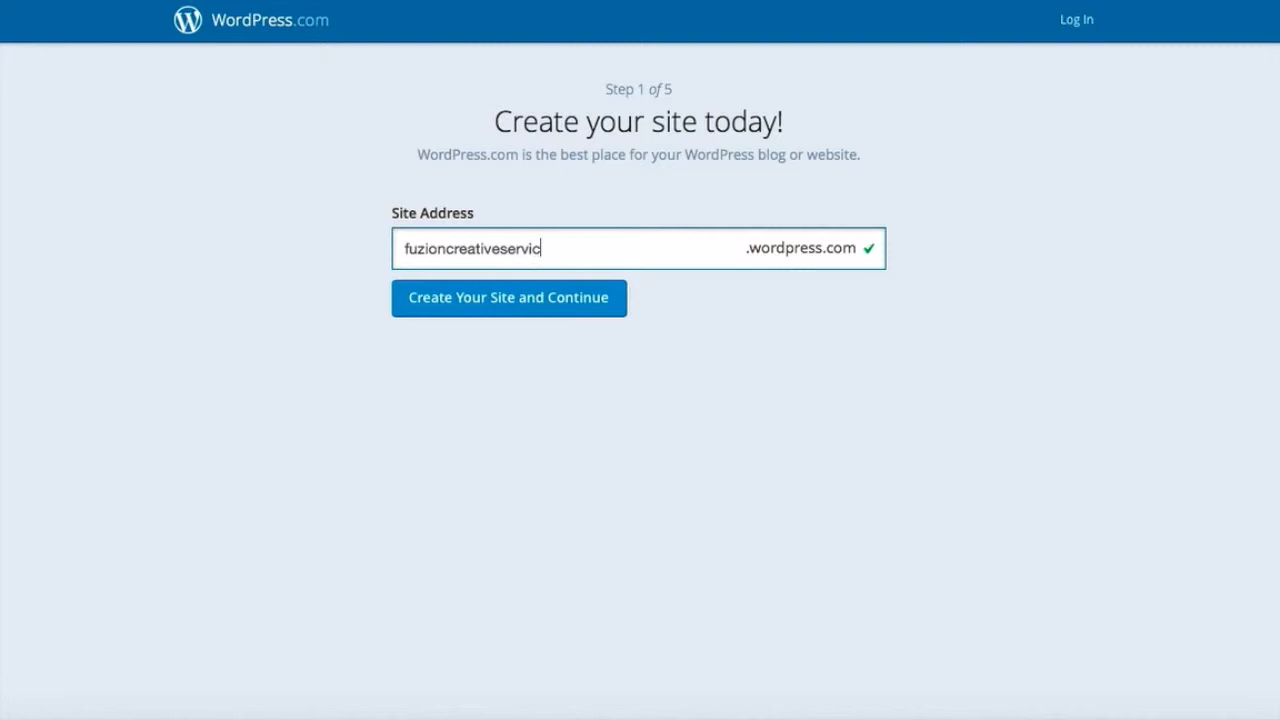 WordPress.com
Log In
Step 1 of 5
Create your site today!
WordPress.com is the best place for your WordPress blog or website.
Site Address
fuzioncreativeservic .wordpress.com
Create Your Site and Continue